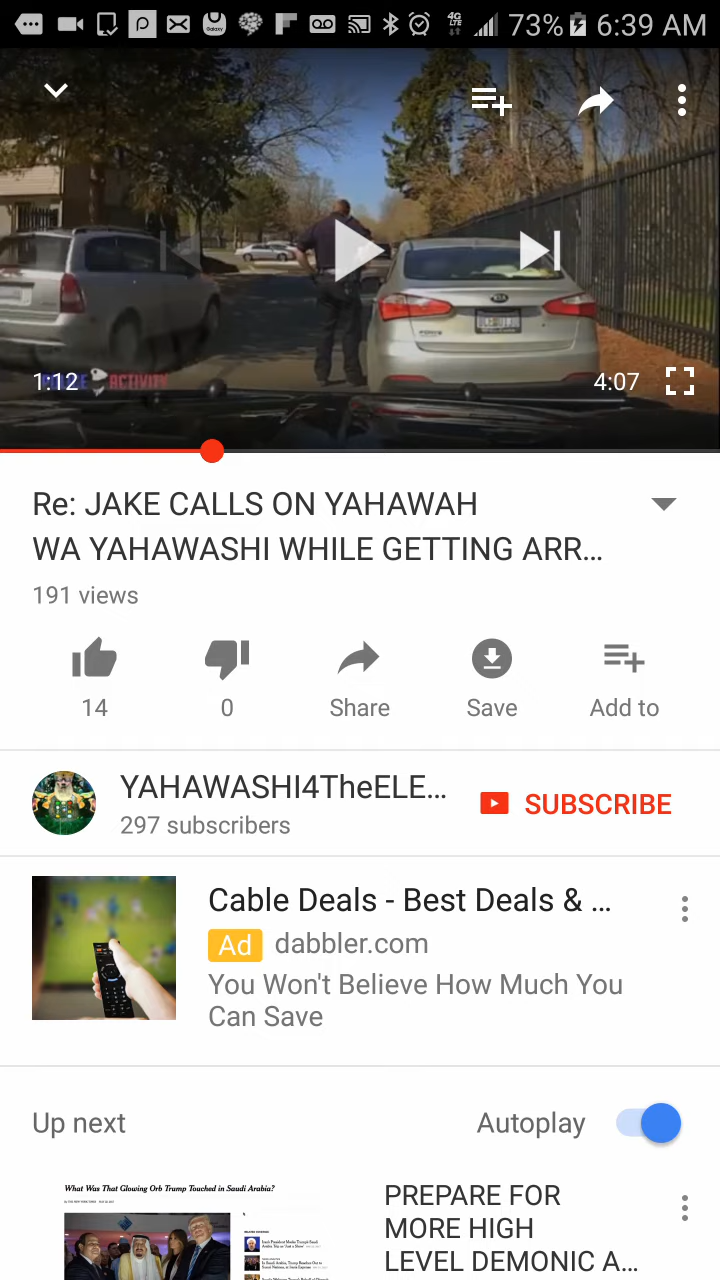 73% 6:39 AM
1:12
ACTIVITY
4:07
Re: JAKE CALLS ON YAHAWAH
WA YAHAWASHI WHILE GETTING ARR...
191 views
14
0
Share
Save
Add to
YAHAWASHI4TheELE...
297 subscribers
SUBSCRIBE
Cable Deals - Best Deals & ...
Ad dabbler.com
You Won't Believe How Much You
Can Save
Up next
Autoplay
What Was That Glowing Orb Trump Touched in Saudi Arabia?
PREPARE FOR
MORE HIGH
LEVEL DEMONIC A...